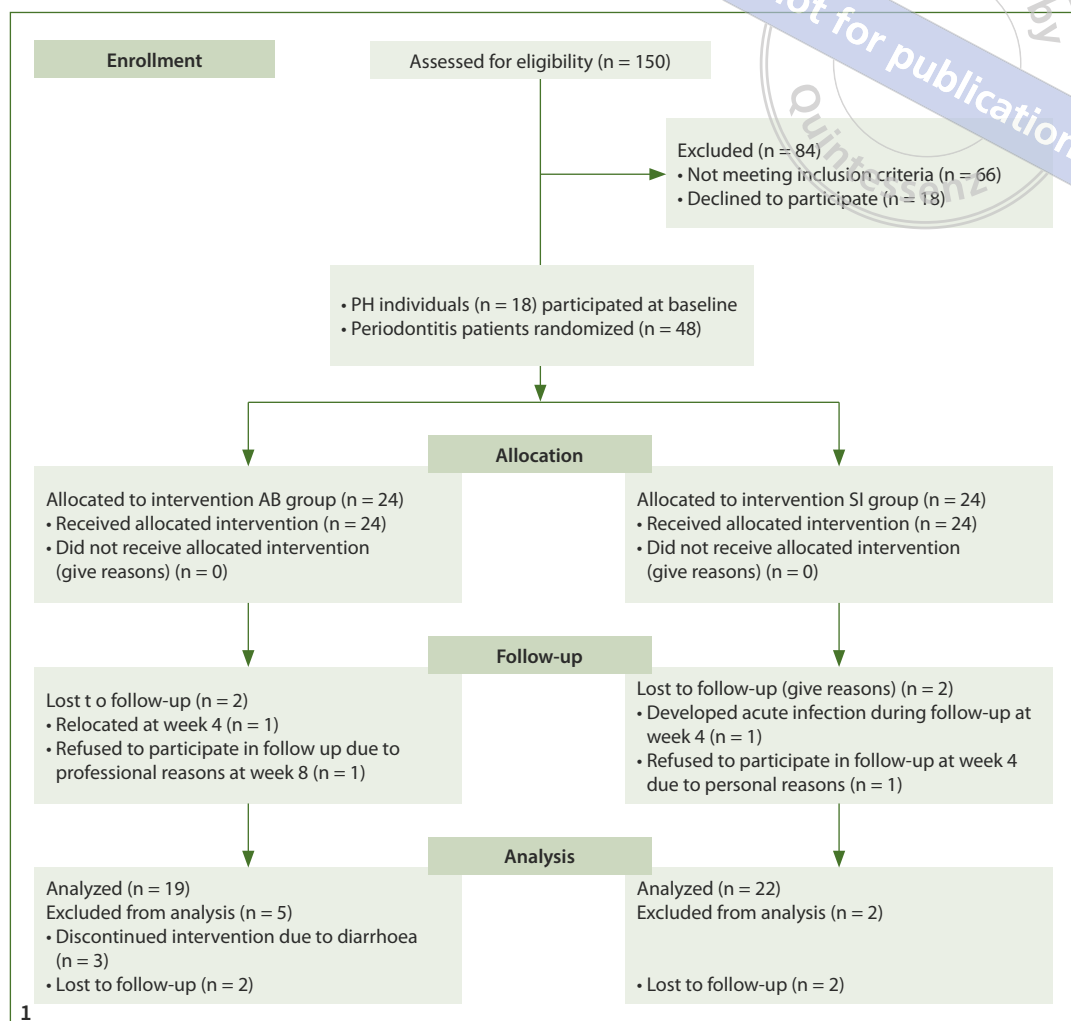 Enrollment
Assessed for eligibility (n = 150)
Excluded (n = 84)
• Not meeting inclusion criteria (n = 66)
• Declined to participate (n = 18)
• PH individuals (n = 18) participated at baseline
• Periodontitis patients randomized (n = 48)
Allocation
Allocated to intervention AB group (n = 24)
• Received allocated intervention (n = 24)
• Did not receive allocated intervention
(give reasons) (n = 0)
Allocated to intervention SI group (n = 24)
• Received allocated intervention (n = 24)
• Did not receive allocated intervention
(give reasons) (n = 0)
Follow-up
Lost t o follow-up (n = 2)
• Relocated at week 4 (n = 1)
• Refused to participate in follow up due to
professional reasons at week 8 (n = 1)
Lost to follow-up (give reasons) (n = 2)
• Developed acute infection during follow-up at
week 4 (n = 1)
• Refused to participate in follow-up at week 4
due to personal reasons (n = 1)
Analysis
Analyzed (n = 19)
Excluded from analysis (n = 5)
• Discontinued intervention due to diarrhoea
(n = 3)
• Lost to follow-up (n = 2)
Analyzed (n = 22)
Excluded from analysis (n = 2)
• Lost to follow-up (n = 2)
1
not for publication
by
Quintessenz